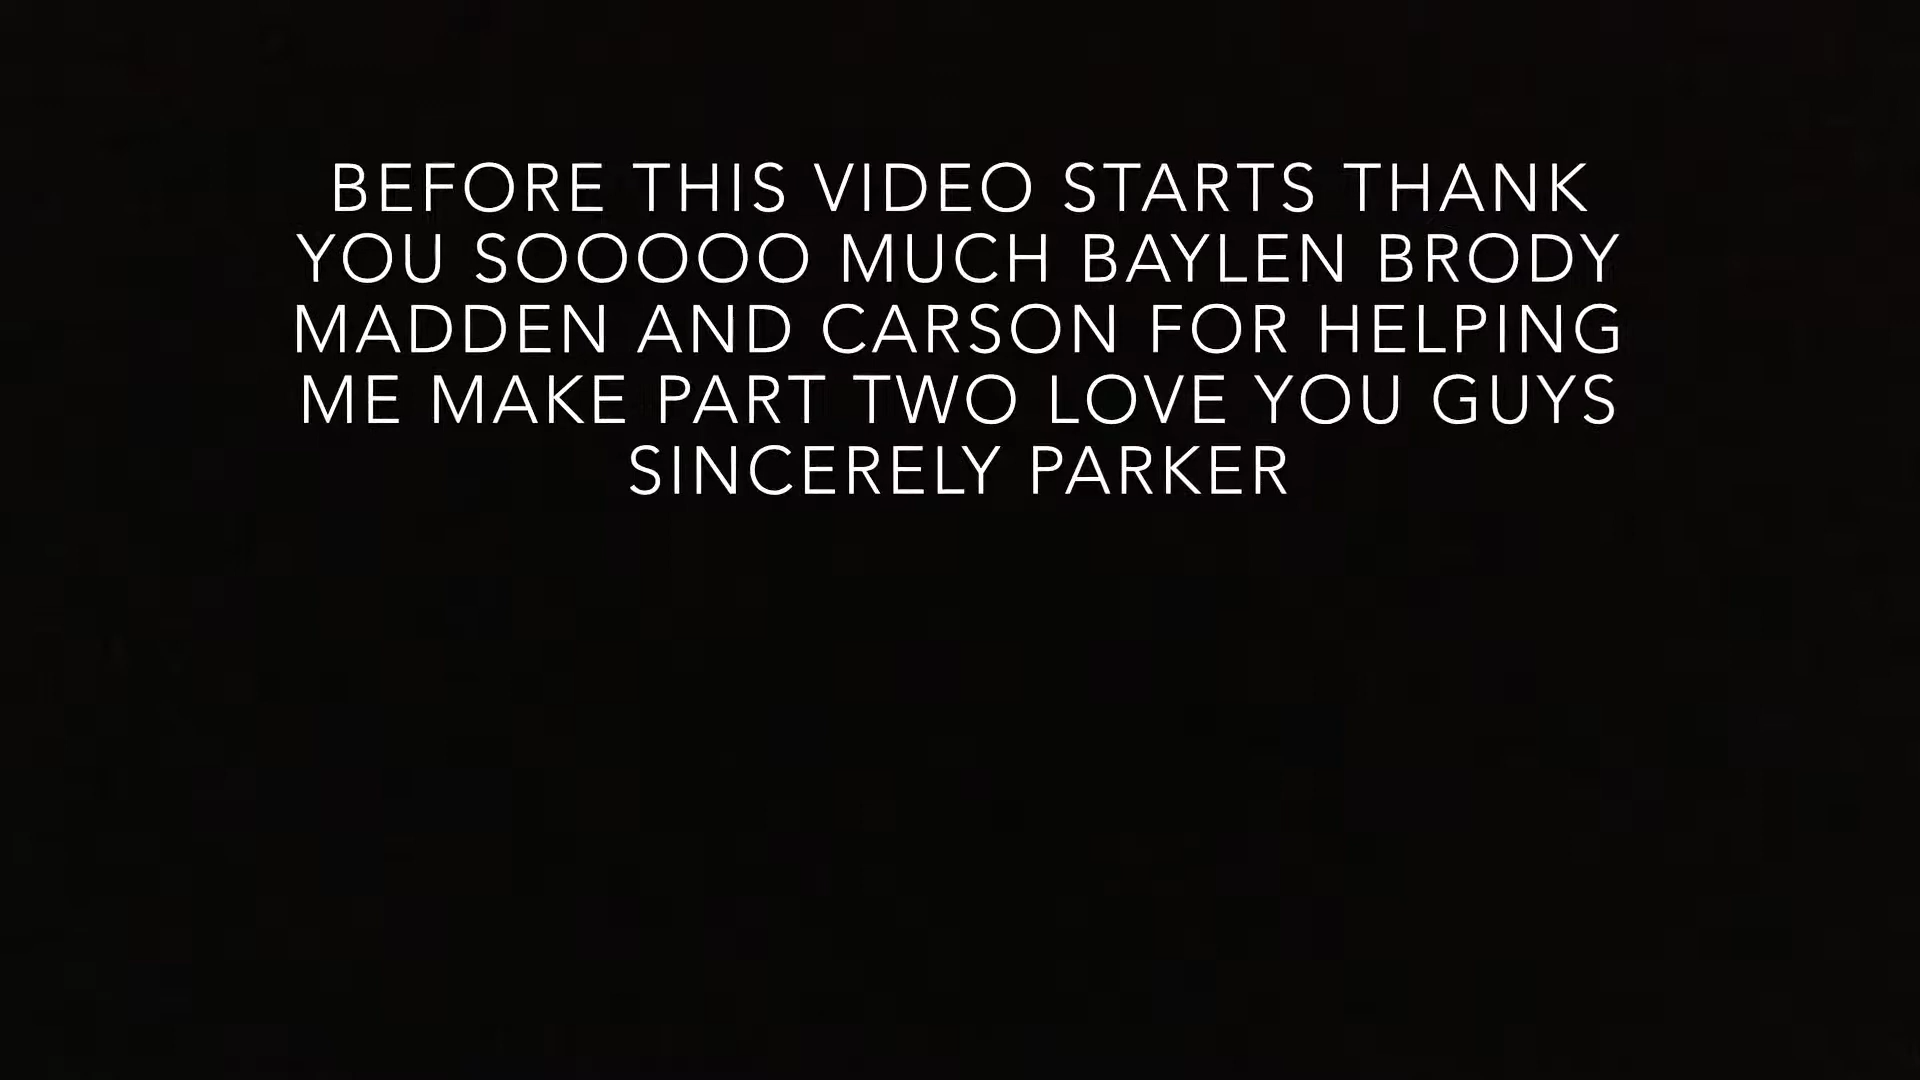 BEFORE THIS VIDEO STARTS THANK
YOU SOOOOO MUCH BAYLEN BRODY
MADDEN AND CARSON FOR HELPING
ME MAKE PART TWO LOVE YOU GUYS
SINCERELY PARKER